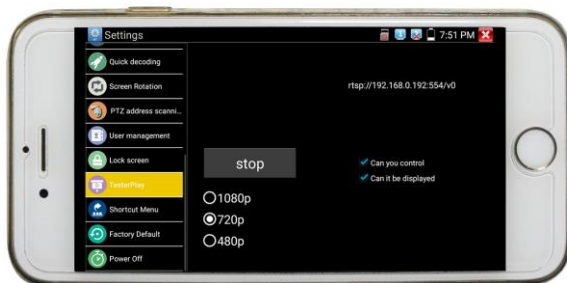 Settings
7:51 PM
Quick decoding
Screen Rotation
rtsp://192.168.0.192:554/v0
PTZ address scanni...
User management
Lock screen
stop
Can you control
TesterPlay
Can it be displayed
1080p
Shortcut Menu
720p
Factory Default
480p
Power Off